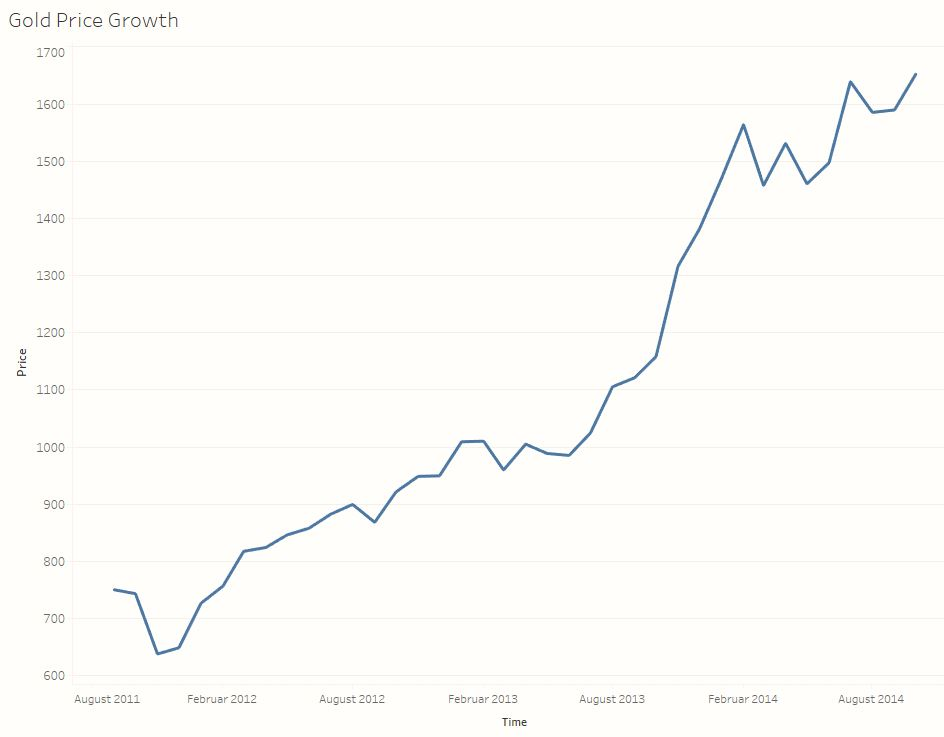 Gold Price Growth
1700
1600
1500
1400
1300
1200
1100
1000
900
800
700
600
Price
August 2011
Februar 2012
August 2012
Februar 2013
August 2013
Februar 2014
August 2014
Time